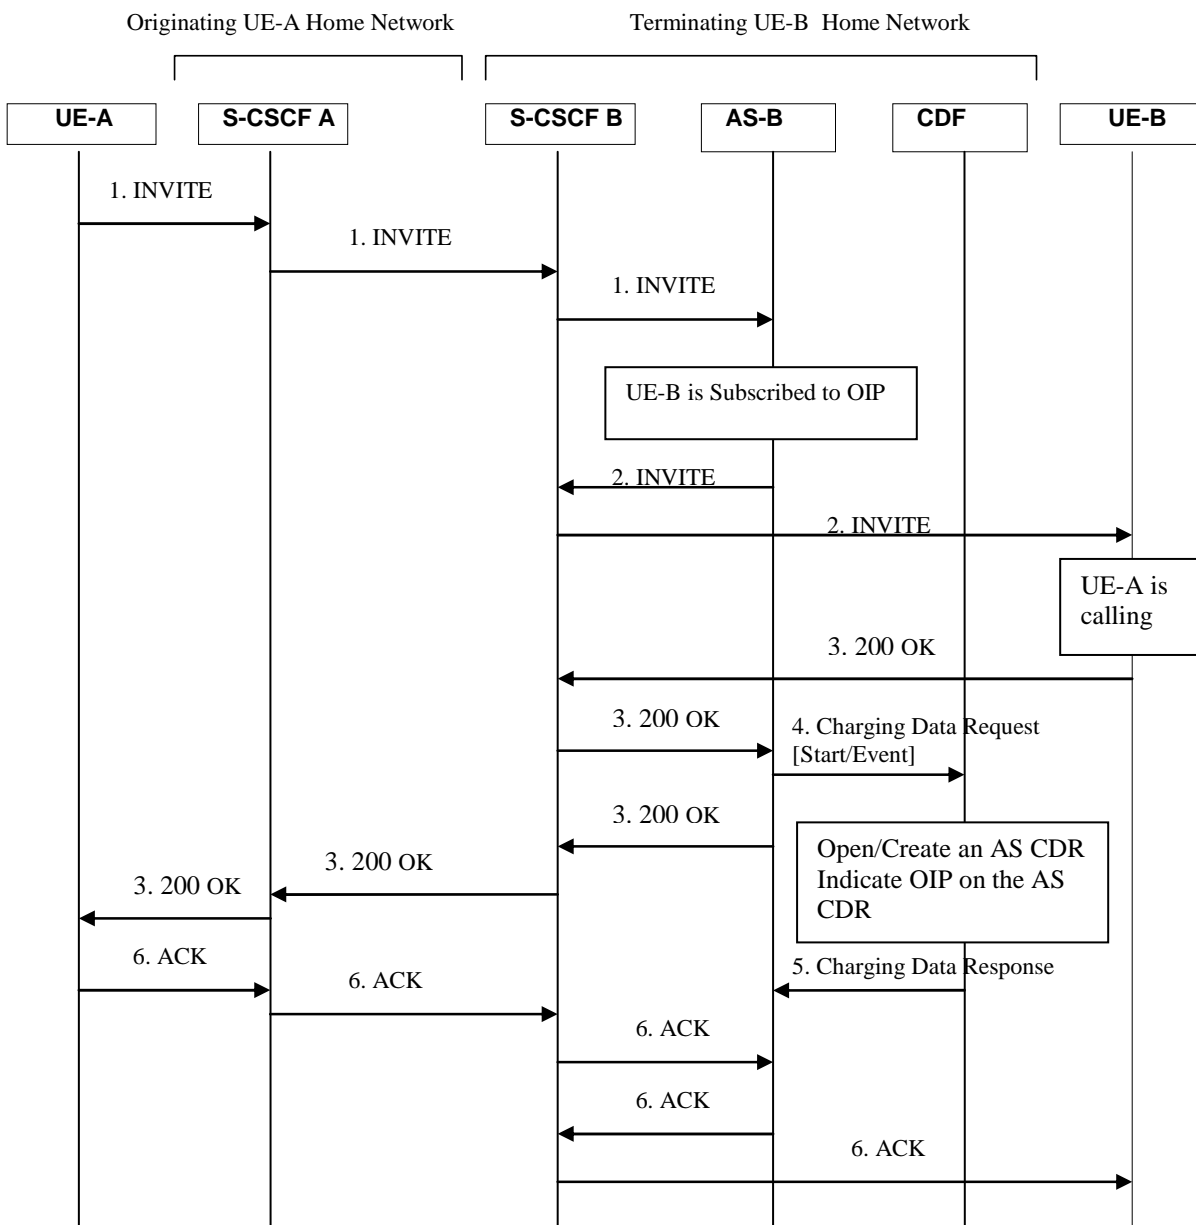 Originating UE-A Home Network
Terminating UE-B Home Network
UE-A
S-CSCF A
S-CSCF B
AS-B
CDF
UE-B
1. INVITE
1. INVITE
1. INVITE
UE-B is Subscribed to OIP
2. INVITE
2. INVITE
UE-A is
calling
3. 200 OK
3. 200 OK
4. Charging Data Request
[Start/Event]
3. 200 OK
Open/Create an AS CDR
Indicate OIP on the AS
CDR
3. 200 OK
3. 200 OK
6. ACK
5. Charging Data Response
6. ACK
6. ACK
6. ACK
6. ACK